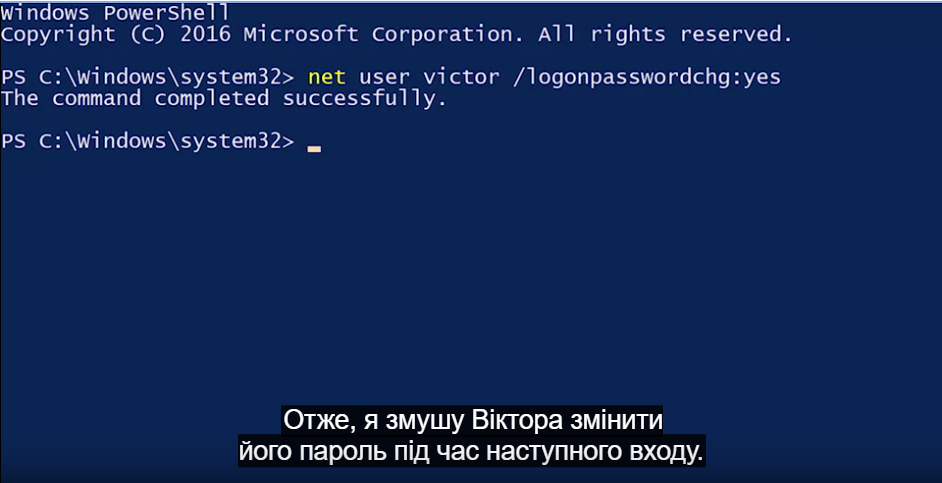 Windows PowerShell
Copyright (C) 2016 Microsoft Corporation. All rights reserved.
PS C:\Windows\system32> net user victor /logonpasswordchg:yes
The command completed successfully.
PS C:\Windows\system32> _
Отже, я змушу Віктора змінити
його пароль під час наступного входу.